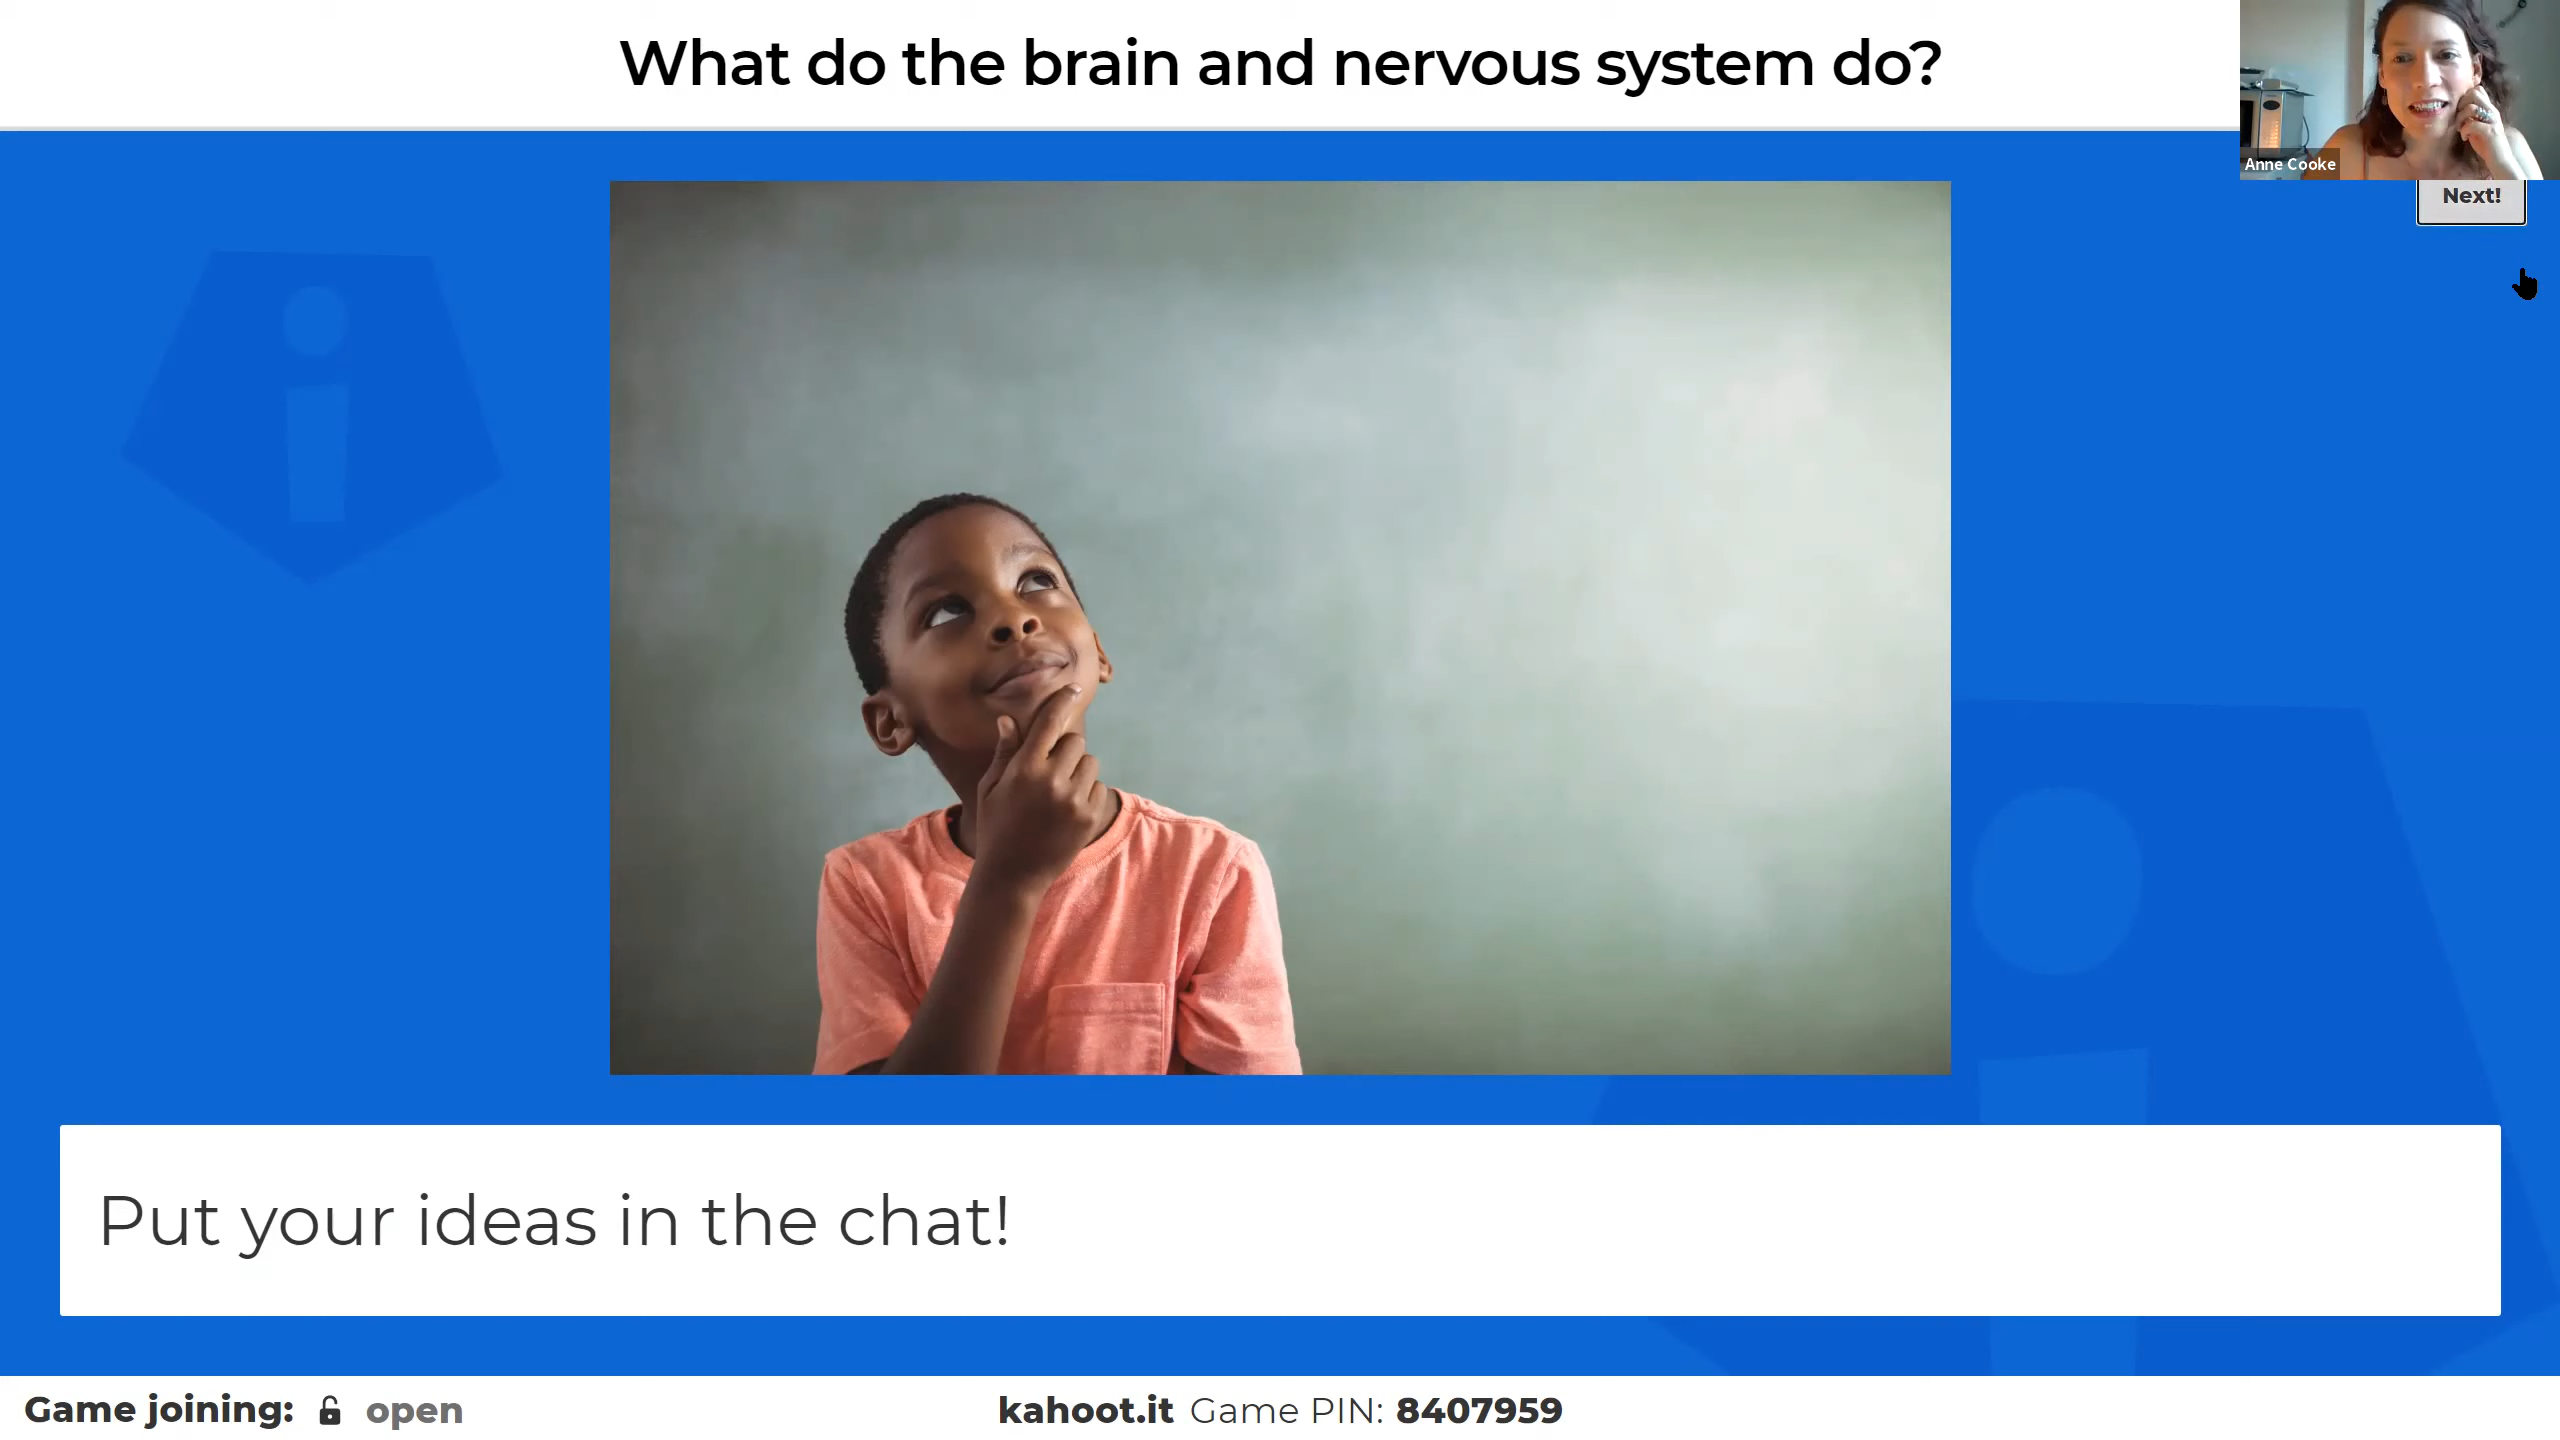 What do the brain and nervous system do?
Anne Cooke
Next!
Put your ideas in the chat!
Game joining: open
kahoot.it Game PIN: 8407959